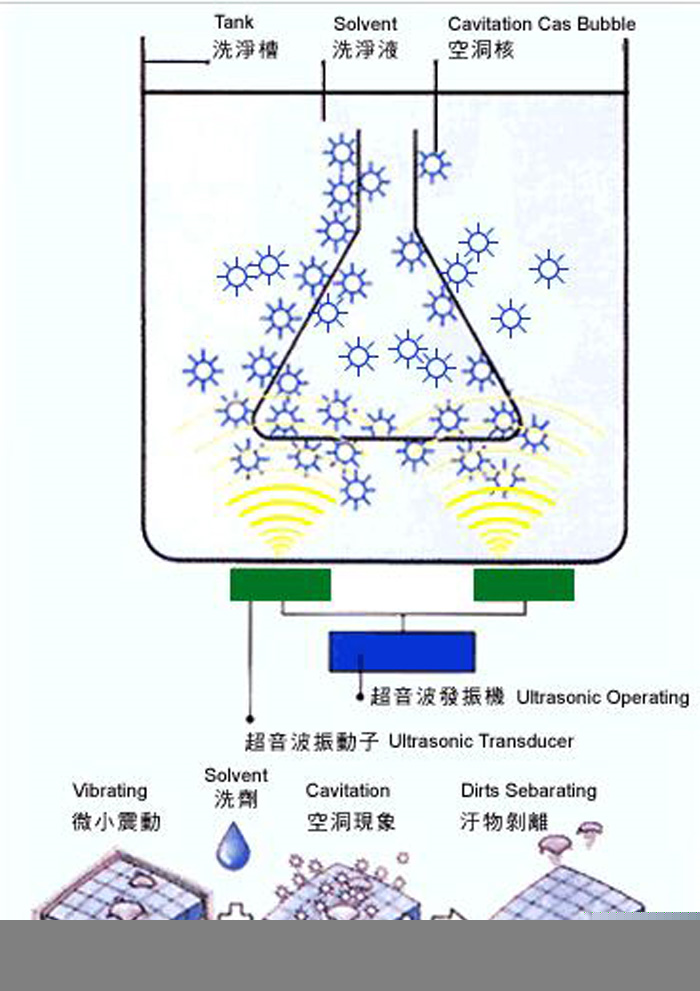 Tank
洗淨槽
Solvent
洗淨液
Cavitation Cas Bubble
空洞核
超音波發振機 Ultrasonic Operating
超音波振動子 Ultrasonic Transducer
Vibrating
微小震動
Solvent
洗劑
Cavitation
空洞現象
Dirts Sebarating
汙物剝離